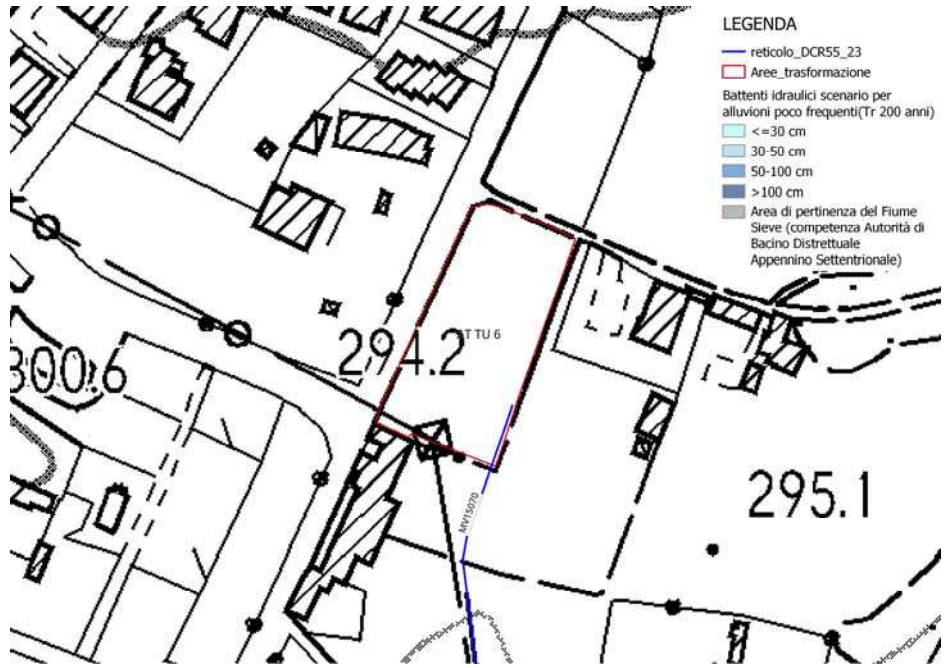 LEGENDA
reticolo_DCR55_23
Aree_trasformazione
Battenti idraulici scenario per
alluvioni poco frequenti(Tr 200 anni)
<=30 cm
30-50 cm
50-100 cm
>100 cm
Area di pertinenza del Fiume
Sieve (competenza Autorità di
Bacino Distrettuale
Appennino Settentrionale)
294.2
TU 6
300.6
295.1
MV15070